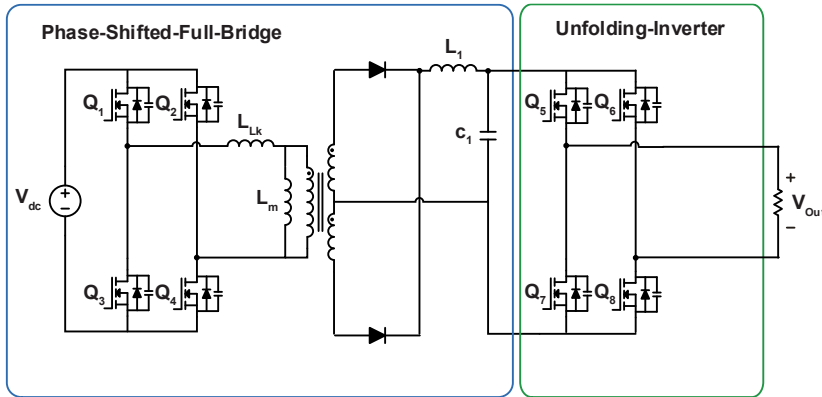 Phase-Shifted-Full-Bridge
Unfolding-Inverter
L1
Q1
Q2
Q5
Q6
LLk
c1
Vdc
+
−
Lm
+
VOut
−
Q3
Q4
Q7
Q8